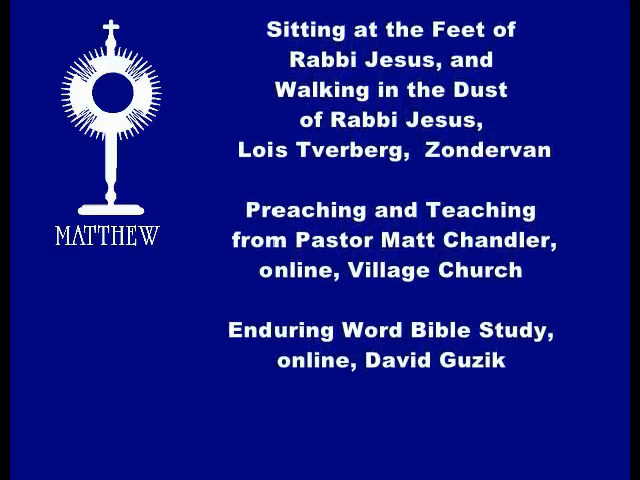 MATTHEW
Sitting at the Feet of
Rabbi Jesus, and
Walking in the Dust
of Rabbi Jesus,
Lois Tverberg,  Zondervan
Preaching and Teaching
from Pastor Matt Chandler,
online, Village Church
Enduring Word Bible Study,
online, David Guzik